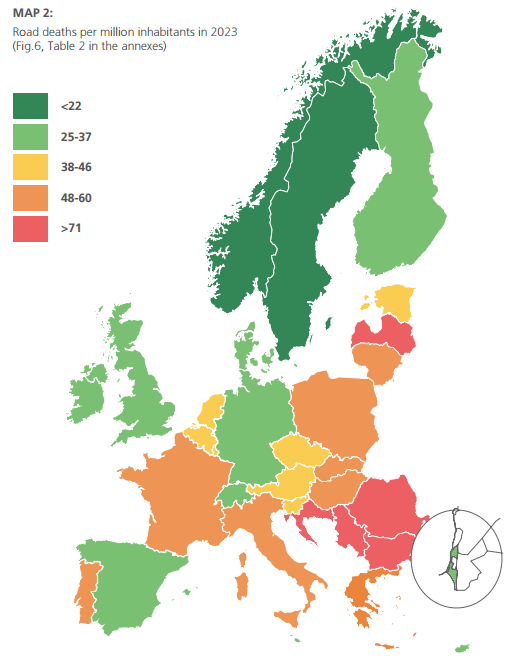 MAP 2:
Road deaths per million inhabitants in 2023
(Fig.6, Table 2 in the annexes)
<22
25-37
38-46
48-60
>71